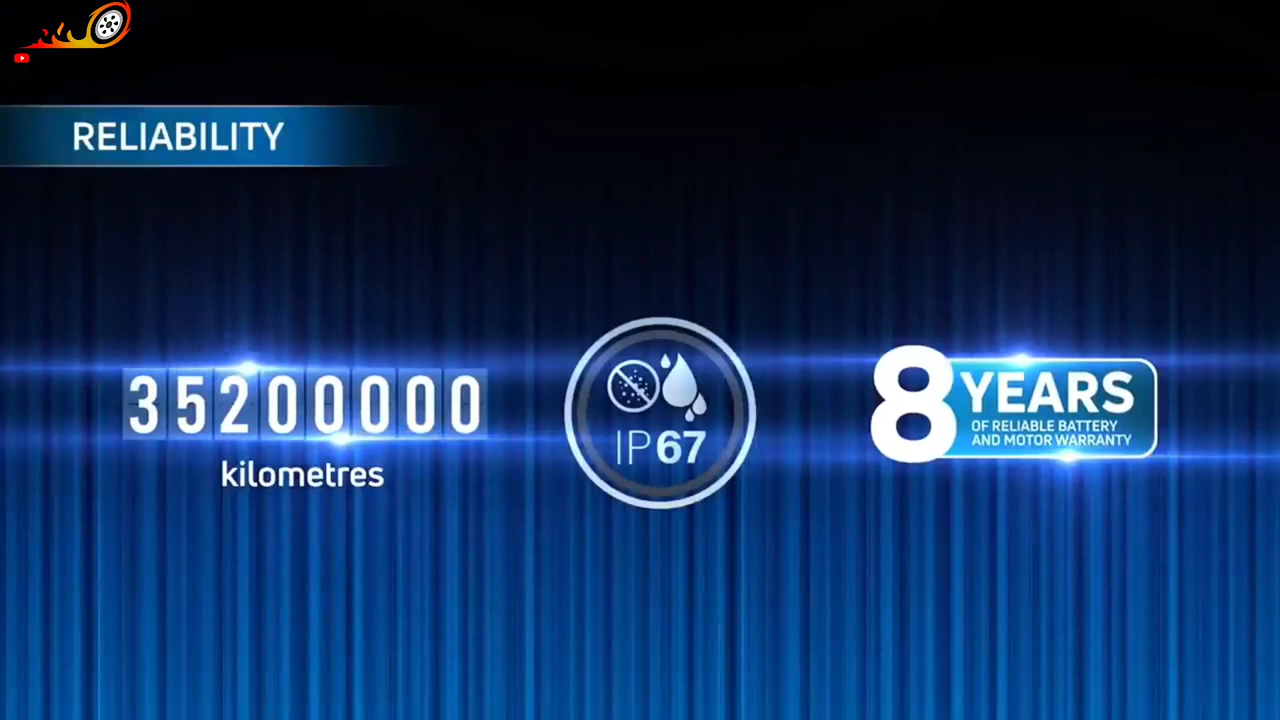 RELIABILITY
35200000
kilometres
IP67
8 YEARS
OF RELIABLE BATTERY
AND MOTOR WARRANTY